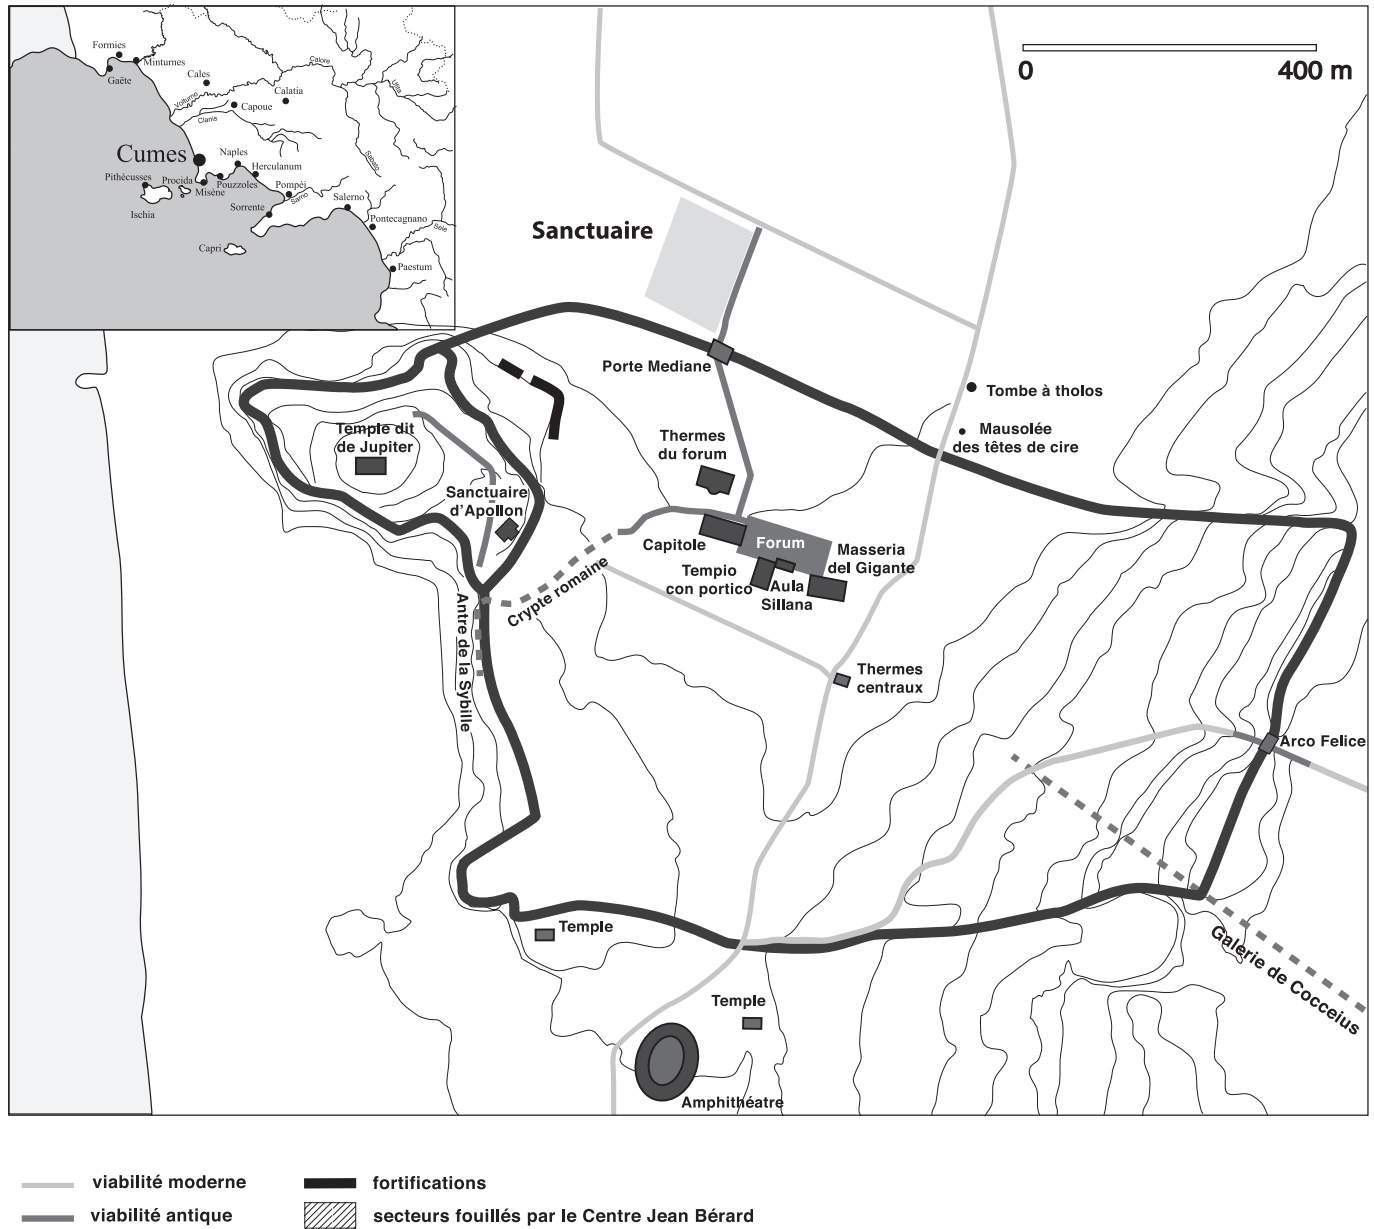 Formies
Minturnes
Gaëte
Cales
Calore
Ufita
Volturno
Calatia
Capoue
Clanis
Sabato
Cumes
Naples
Herculanum
Pithécusses
Procida
Misène
Pouzzoles
Pompéi
Sarno
Ischia
Sorrente
Salerno
Pontecagnano
Sele
Capri
Paestum
0
400 m
Sanctuaire
Porte Mediane
Tombe à tholos
Mausolée
des têtes de cire
Temple dit
de Jupiter
Thermes
du forum
Sanctuaire
d'Apollon
Capitole
Forum
Masseria
del Gigante
Tempio
con portico
Aula
Sillana
Crypte romaine
Antre de la Sybille
Thermes
centraux
Arco Felice
Temple
Galerie de Cocceius
Temple
Amphithéatre
viabilité moderne
fortifications
viabilité antique
secteurs fouillés par le Centre Jean Bérard